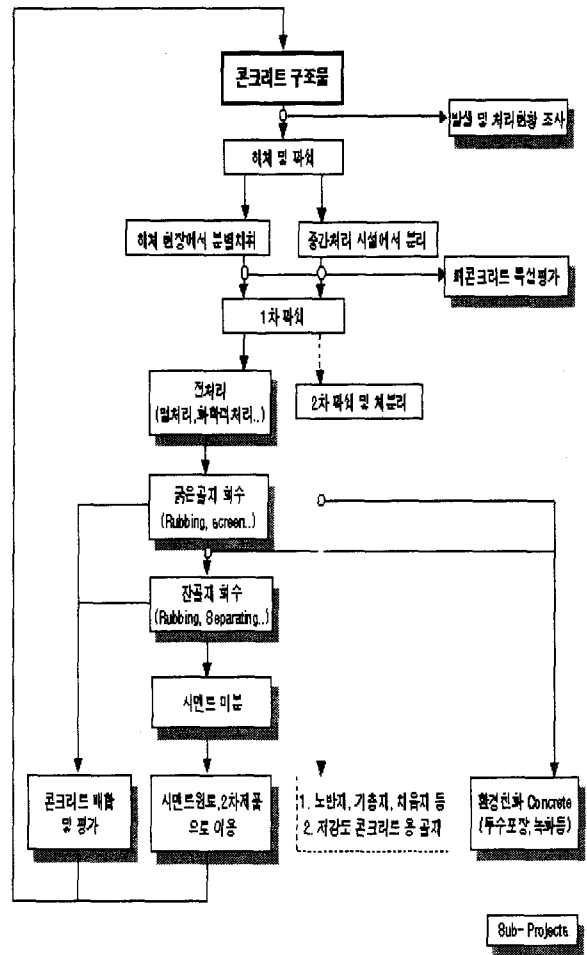 콘크리트 구조물
발생 및 처리현황 조사
해체 및 파쇄
해체 현장에서 분별치취
중간처리 시설에서 분리
폐콘크리트 특성평가
1차 파쇄
전처리
(열처리,화학적처리..)
2차 파쇄 및 체분리
굵은골재 회수
(Rubbing, screen..)
잔골재 회수
(Rubbing, Separating..)
시멘트 미분
콘크리트 배합
및 평가
시멘트원료,2차제품
으로 이용
1. 노반재, 기층재, 채움재 등
2. 저강도 콘크리트 용 골재
환경친화 Concrete
(투수포장,녹화등)
Sub-Projects